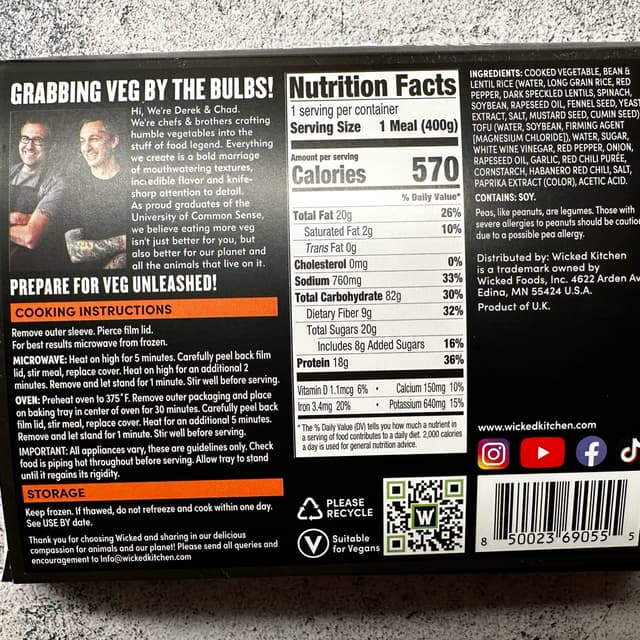 GRABBING VEG BY THE BULBS!
Hi, We're Derek & Chad.
We're chefs & brothers crafting
humble vegetables into the
stuff of food legend. Everything
we create is a bold marriage
of mouthwatering textures,
incredible flavor and knife-
sharp attention to detail.
As proud graduates of the
University of Common Sense,
we believe eating more veg
isn't just better for you, but
also better for our planet and
all the animals that live on it.
PREPARE FOR VEG UNLEASHED!
COOKING INSTRUCTIONS
Remove outer sleeve. Pierce film lid.
For best results microwave from frozen.
MICROWAVE: Heat on high for 5 minutes. Carefully peel back film
lid, stir meal, replace cover. Heat on high for an additional 2
minutes. Remove and let stand for 1 minute. Stir well before serving.
OVEN: Preheat oven to 375°F. Remove outer packaging and place
on baking tray in center of oven for 30 minutes. Carefully peel back
film lid, stir meal, replace cover. Heat for an additional 5 minutes.
Remove and let stand for 1 minute. Stir well before serving.
IMPORTANT: All appliances vary, these are guidelines only. Check
food is piping hot throughout before serving. Allow tray to stand
until it regains its rigidity.
STORAGE
Keep frozen. If thawed, do not refreeze and cook within one day.
See USE BY date.
Thank you for choosing Wicked and sharing in our delicious
compassion for animals and our planet! Please send all queries and
encouragement to Info@wickedkitchen.com
Nutrition Facts
1 serving per container
Serving Size 1 Meal (400g)
Amount per serving
Calories 570
% Daily Value*
Total Fat 20g 26%
Saturated Fat 2g 10%
Trans Fat 0g
Cholesterol 0mg 0%
Sodium 760mg 33%
Total Carbohydrate 82g 30%
Dietary Fiber 9g 32%
Total Sugars 20g
Includes 8g Added Sugars 16%
Protein 18g 36%
Vitamin D 1.1mcg 6% • Calcium 150mg 10%
Iron 3.4mg 20% • Potassium 640mg 15%
* The % Daily Value (DV) tells you how much a nutrient in
a serving of food contributes to a daily diet. 2,000 calories
a day is used for general nutrition advice.
PLEASE
RECYCLE
V
Suitable
for Vegans
W
INGREDIENTS: COOKED VEGETABLE, BEAN &
LENTIL RICE (WATER, LONG GRAIN RICE, RED
PEPPER, DARK SPECKLED LENTILS, SPINACH,
SOYBEAN, RAPESEED OIL, FENNEL SEED, YEAS
EXTRACT, SALT, MUSTARD SEED, CUMIN SEED)
TOFU (WATER, SOYBEAN, FIRMING AGENT
[MAGNESIUM CHLORIDE]), WATER, SUGAR,
WHITE WINE VINEGAR, RED PEPPER, ONION,
RAPESEED OIL, GARLIC, RED CHILI PURÉE,
CORNSTARCH, HABANERO RED CHILI, SALT,
PAPRIKA EXTRACT (COLOR), ACETIC ACID.
CONTAINS: SOY.
Peas, like peanuts, are legumes. Those with
severe allergies to peanuts should be cautiou
due to a possible pea allergy.
Distributed by: Wicked Kitchen
is a trademark owned by
Wicked Foods, Inc. 4622 Arden Av
Edina, MN 55424 U.S.A.
Product of U.K.
www.wickedkitchen.com
8 50023 69055 5